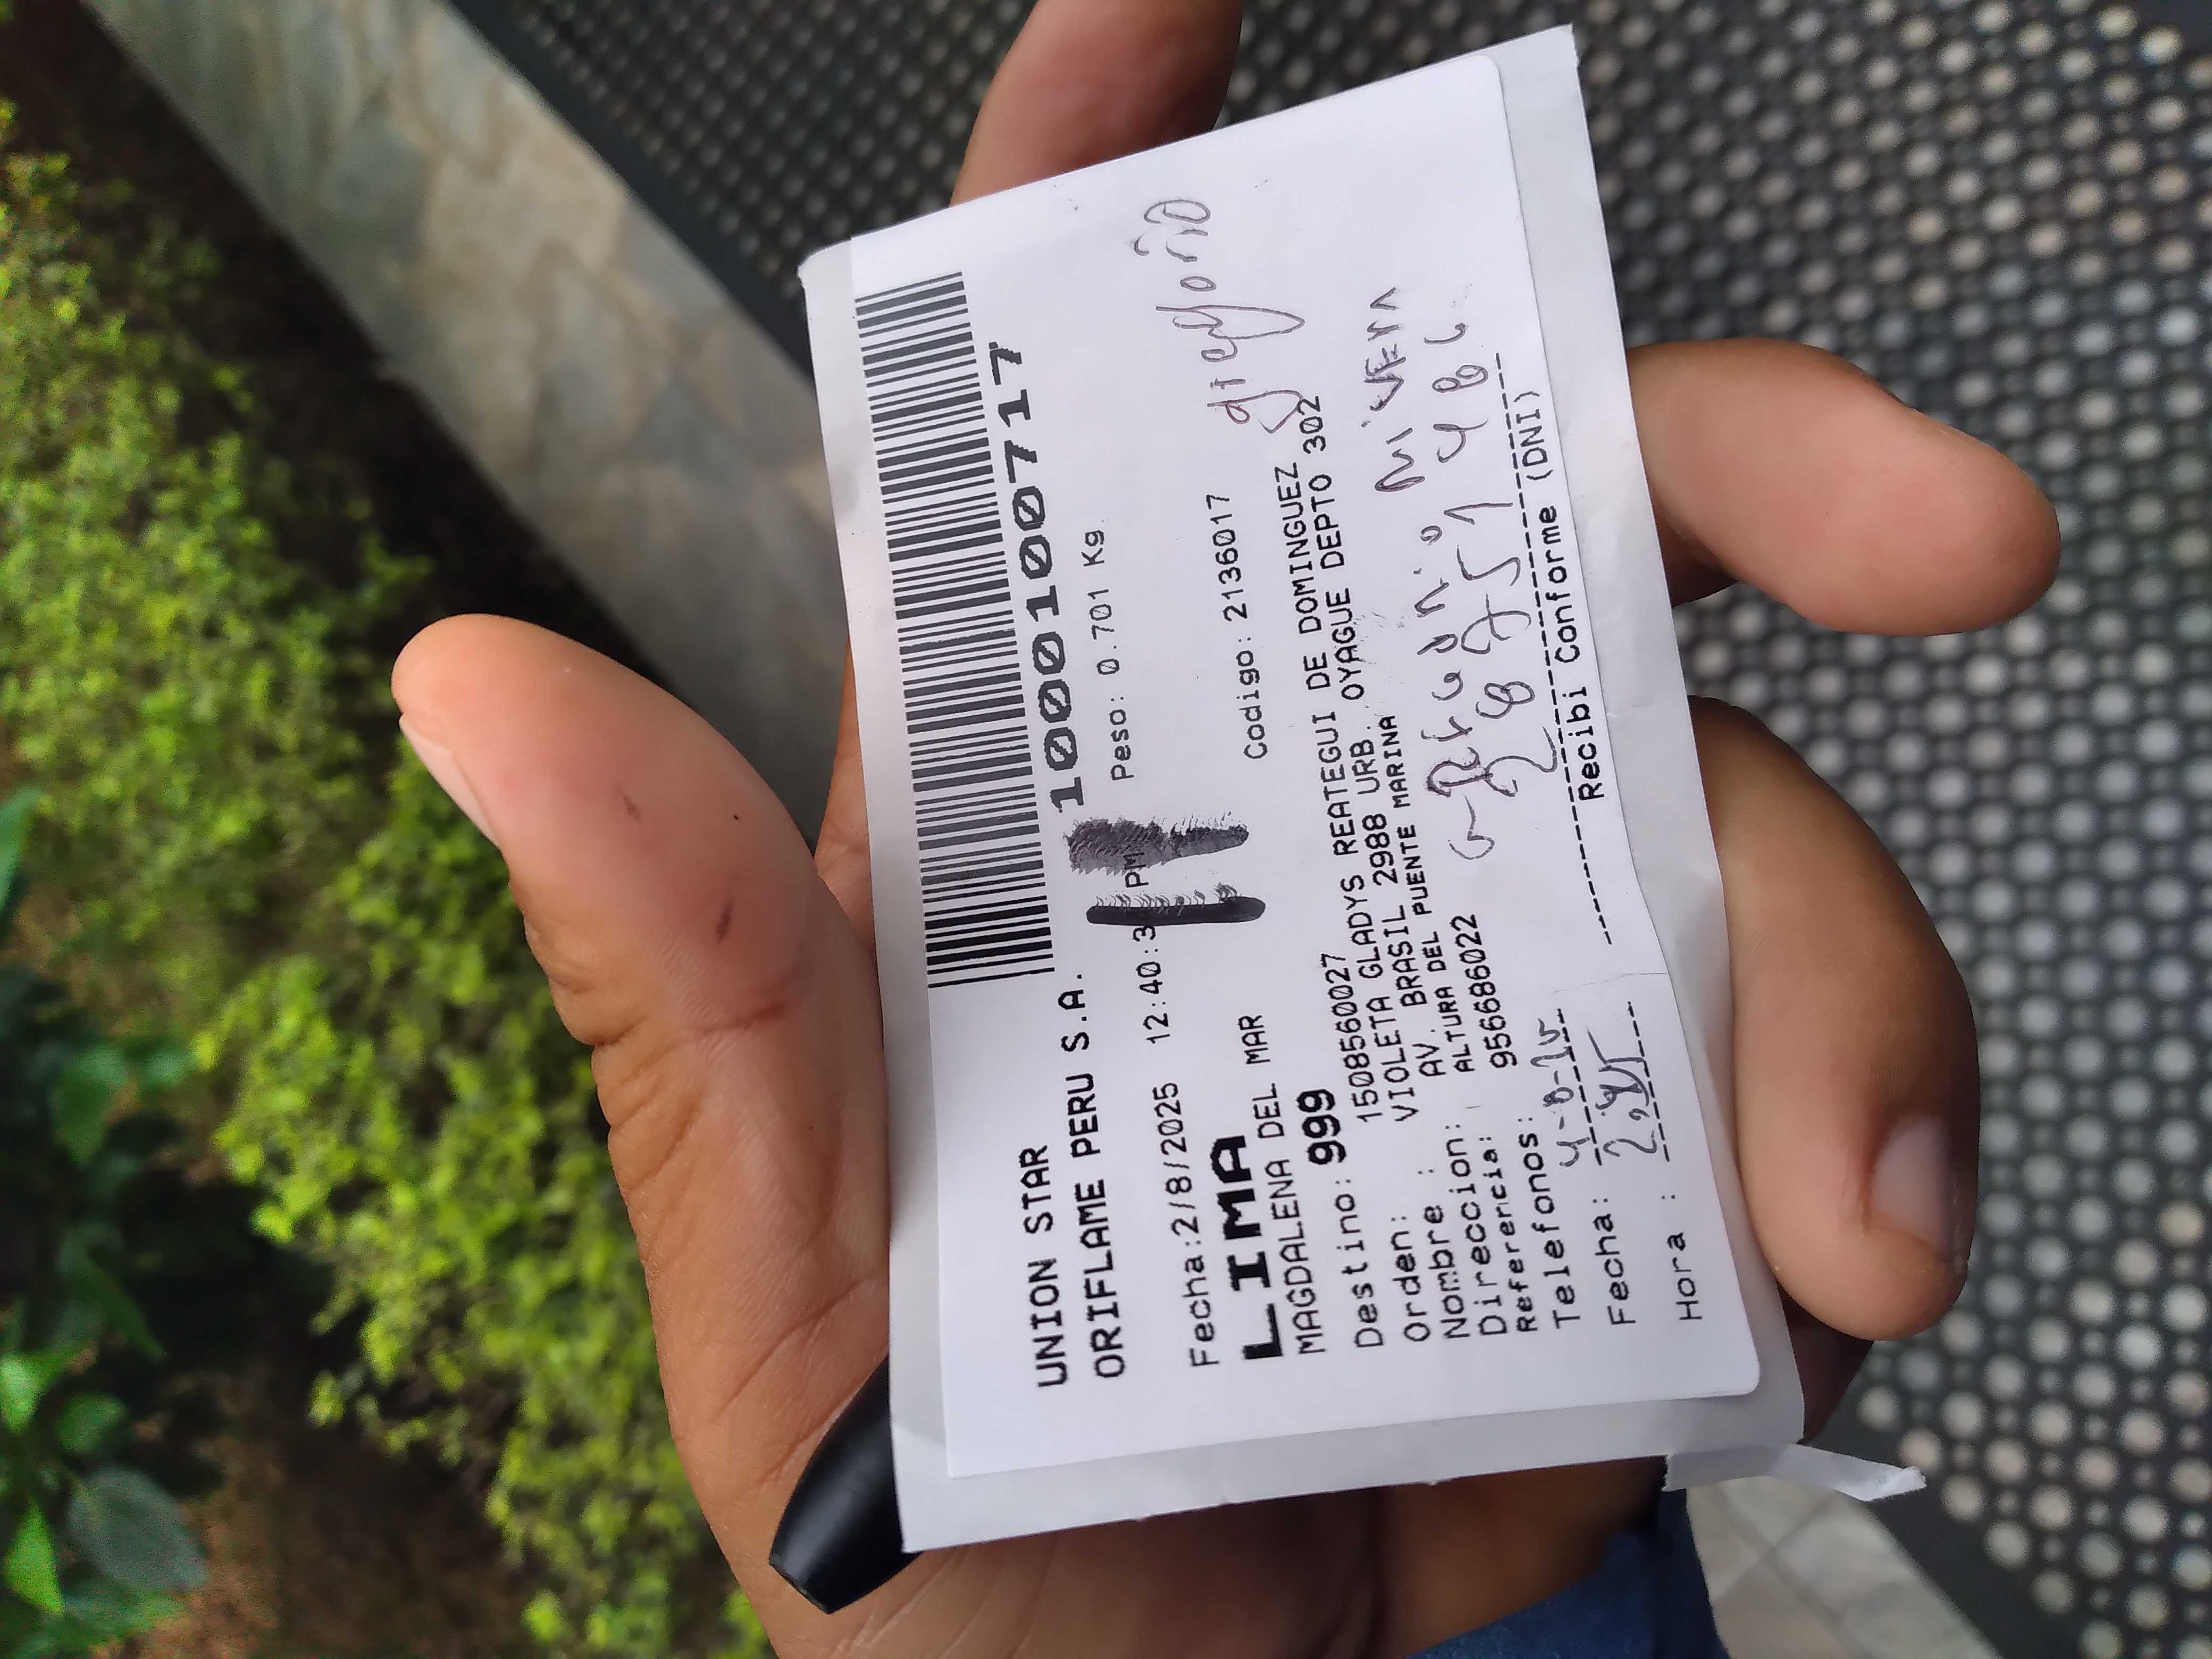 UNION STAR
ORIFLAME PERU S.A. 10001000717
Fecha:2/8/2025 12:40:3 PM Peso: 0.701 Kg.
LIMA
MAGDALENA DEL MAR Codigo: 2136017
Destino: 999
Orden: 1508560027
Nombre : VIOLETA GLADYS REATEGUI DE DOMINGUEZ
Direccion: AV. BRASIL 2988 URB. OYAGUE DEPTO 302
Referencia: ALTURA DEL PUENTE MARINA
Telefonos: 956686022
Fecha:
Hora :
Recibi Conforme (DNI)